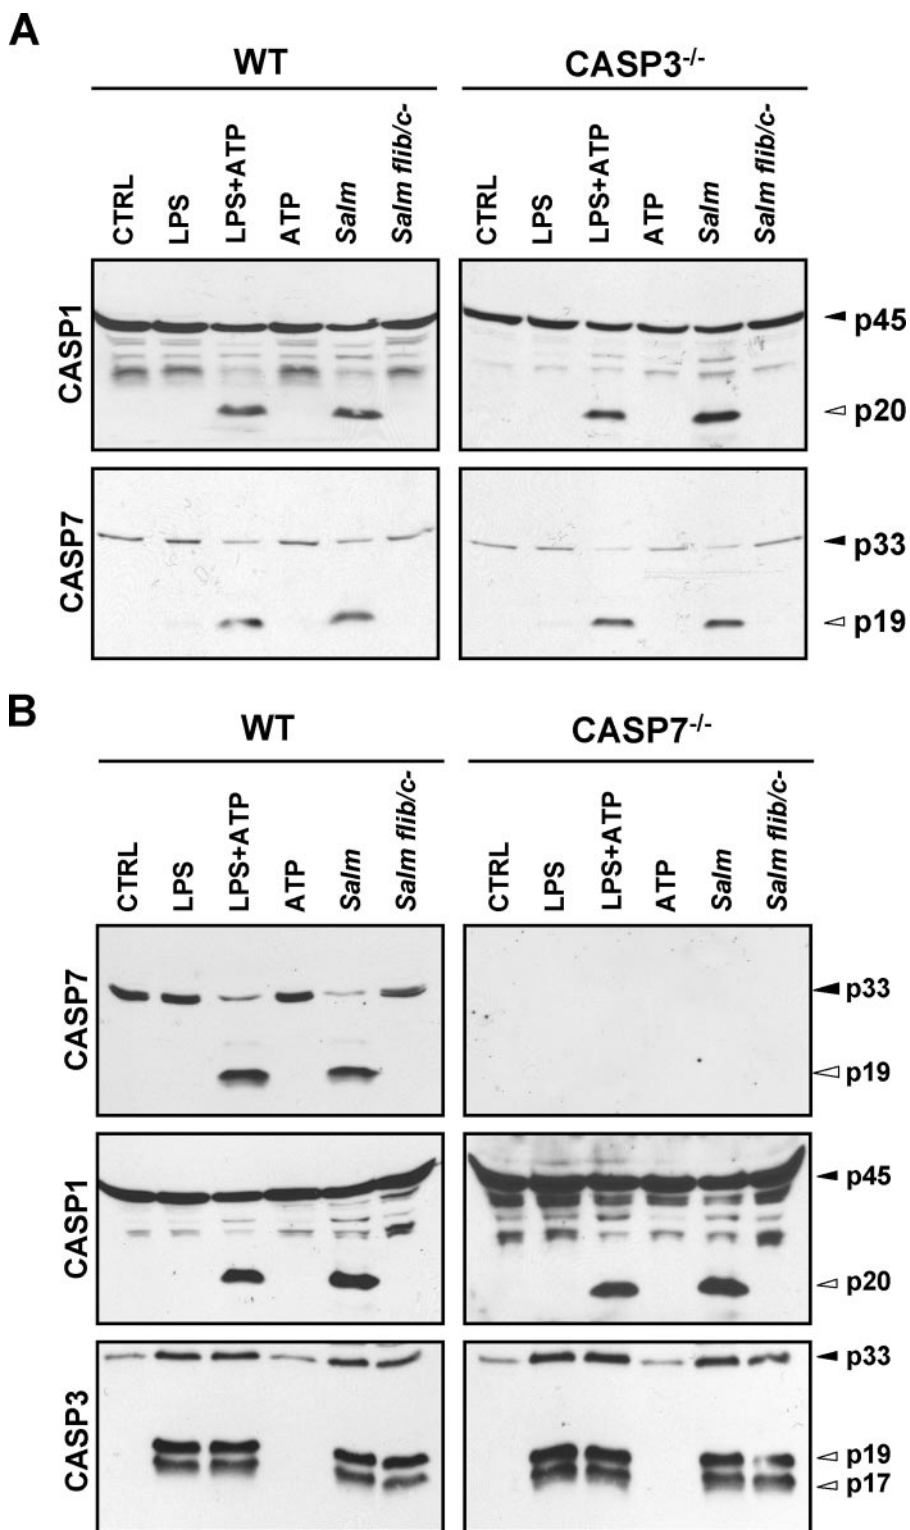 A
WT CASP3-/-
CTRL LPS LPS+ATP ATP Salm Salm flib/c- CTRL LPS LPS+ATP ATP Salm Salm flib/c-
CASP1 p45
p20
CASP7 p33
p19
B
WT CASP7-/-
CTRL LPS LPS+ATP ATP Salm Salm flib/c- CTRL LPS LPS+ATP ATP Salm Salm flib/c-
CASP7 p33
p19
CASP1 p45
p20
CASP3 p33
p19
p17